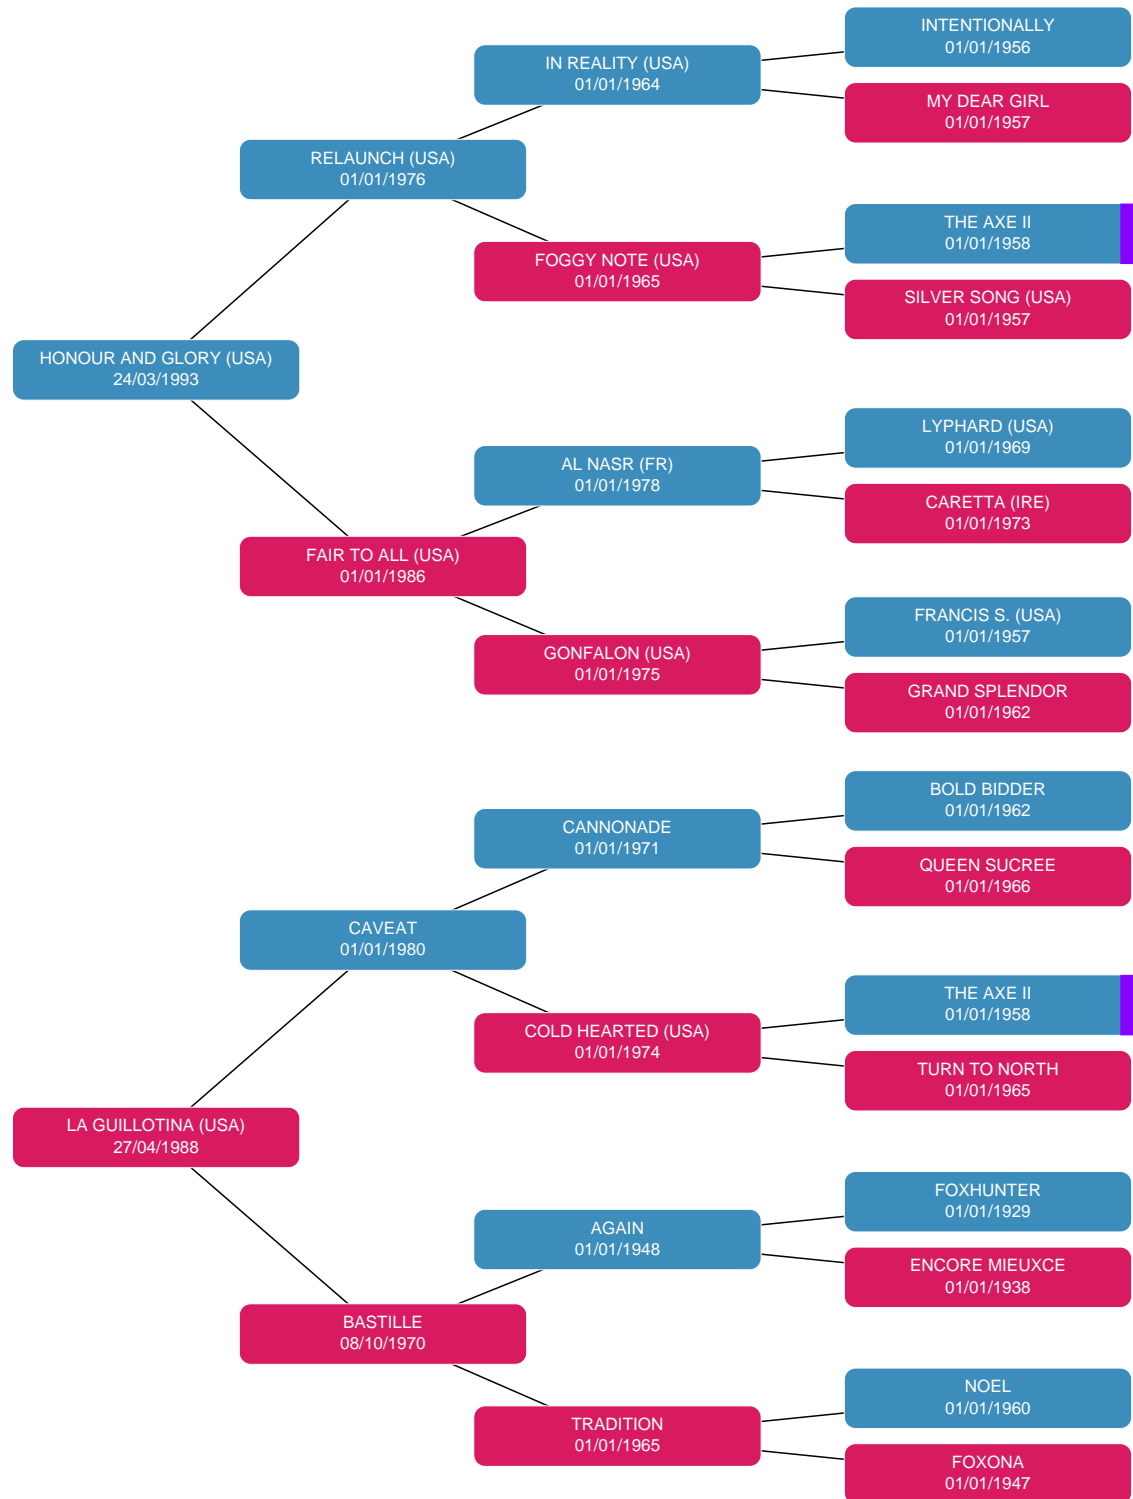 INTENTIONALLY
01/01/1956
IN REALITY (USA)
01/01/1964
MY DEAR GIRL
01/01/1957
RELAUNCH (USA)
01/01/1976
THE AXE II
01/01/1958
FOGGY NOTE (USA)
01/01/1965
SILVER SONG (USA)
01/01/1957
HONOUR AND GLORY (USA)
24/03/1993
LYPHARD (USA)
01/01/1969
AL NASR (FR)
01/01/1978
CARETTA (IRE)
01/01/1973
FAIR TO ALL (USA)
01/01/1986
FRANCIS S. (USA)
01/01/1957
GONFALON (USA)
01/01/1975
GRAND SPLENDOR
01/01/1962
BOLD BIDDER
01/01/1962
CANNONADE
01/01/1971
QUEEN SUCREE
01/01/1966
CAVEAT
01/01/1980
THE AXE II
01/01/1958
COLD HEARTED (USA)
01/01/1974
TURN TO NORTH
01/01/1965
LA GUILLOTINA (USA)
27/04/1988
FOXHUNTER
01/01/1929
AGAIN
01/01/1948
ENCORE MIEUXCE
01/01/1938
BASTILLE
08/10/1970
NOEL
01/01/1960
TRADITION
01/01/1965
FOXONA
01/01/1947